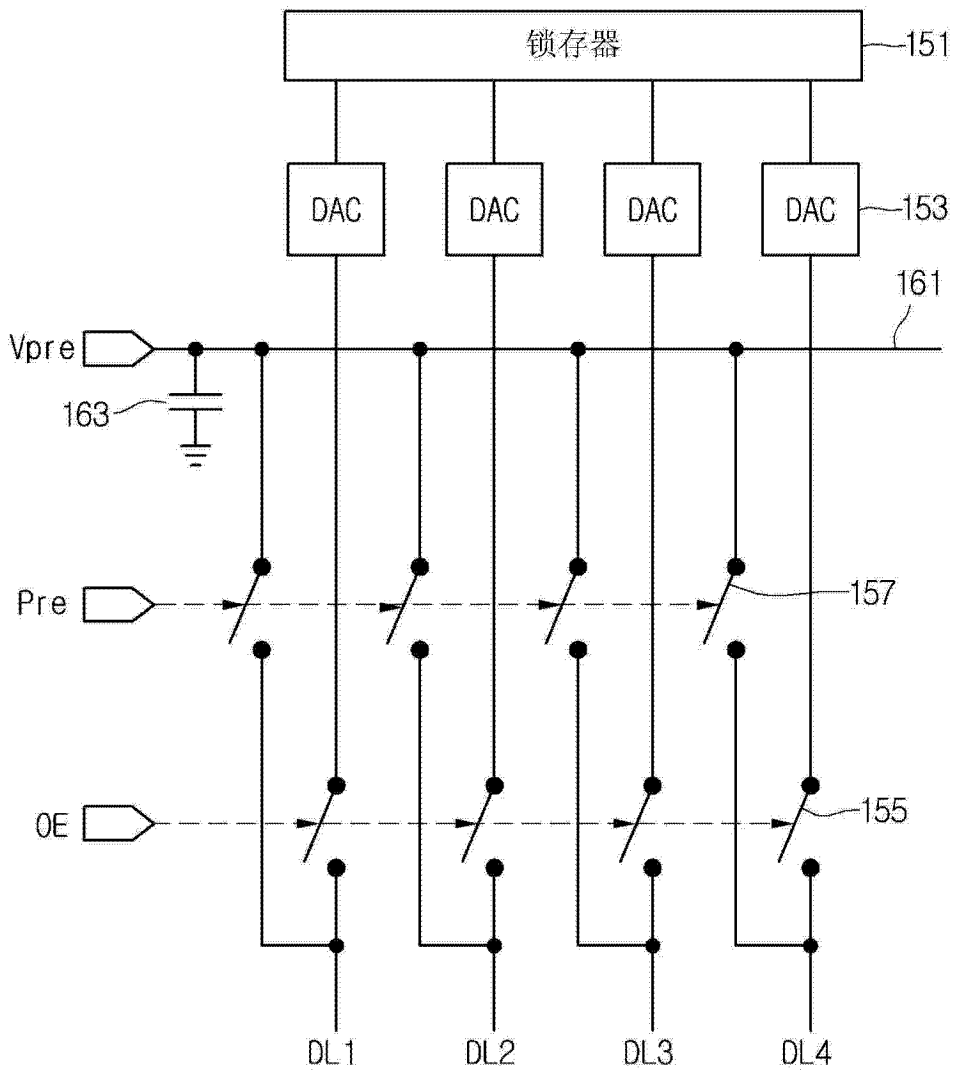 锁存器
151
DAC
DAC
DAC
DAC
153
161
Vpre
163
Pre
157
OE
155
DL1
DL2
DL3
DL4